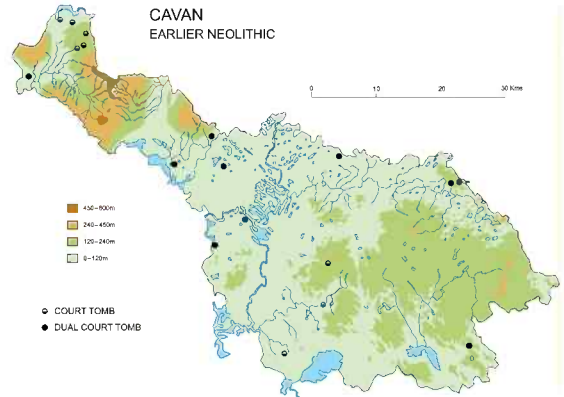 CAVAN
EARLIER NEOLITHIC
0 10 20 30 Kms
450-600m
240-450m
120-240m
0-120m
COURT TOMB
DUAL COURT TOMB